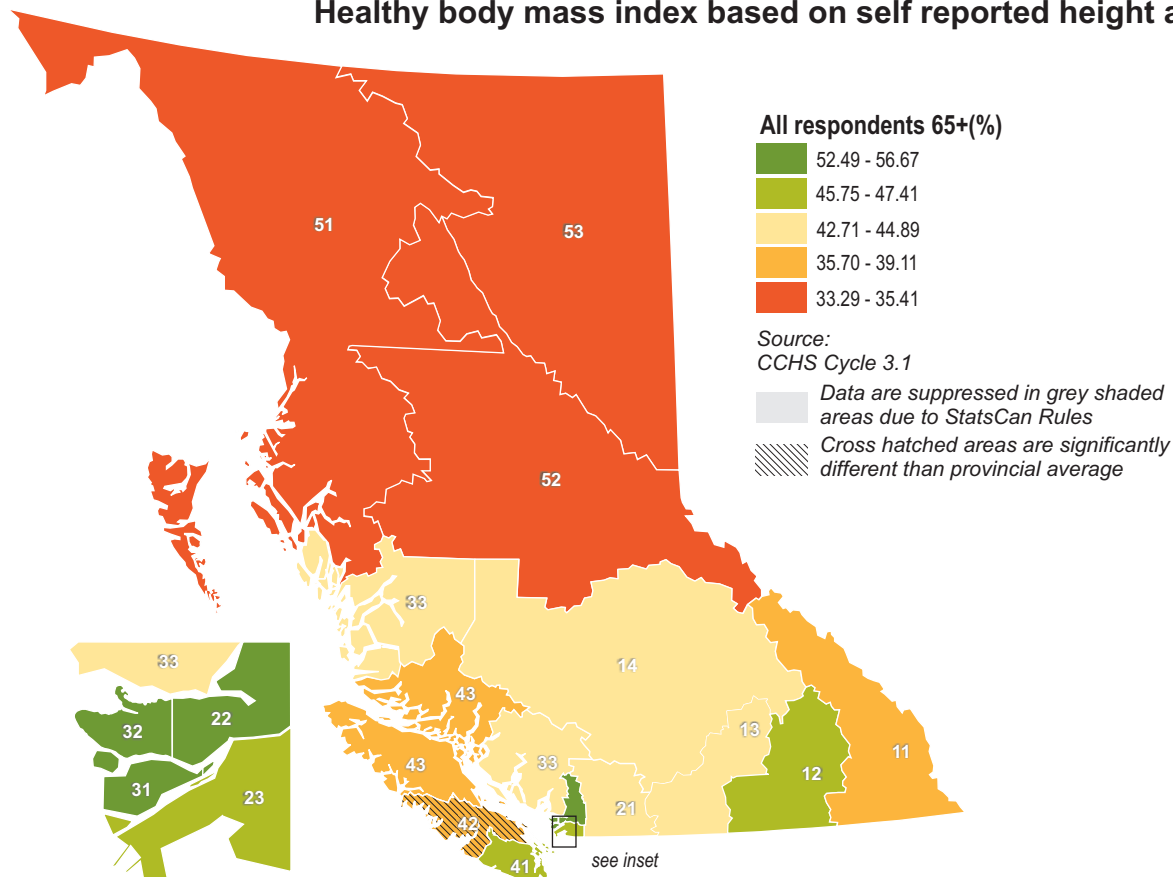 Healthy body mass index based on self reported height a
All respondents 65+(%)
52.49 - 56.67
45.75 - 47.41
42.71 - 44.89
35.70 - 39.11
33.29 - 35.41
Source:
CCHS Cycle 3.1
Data are suppressed in grey shaded
areas due to StatsCan Rules
Cross hatched areas are significantly
different than provincial average
51
53
52
33
14
43
13
11
33
43
12
21
42
41
see inset
33
32
22
31
23